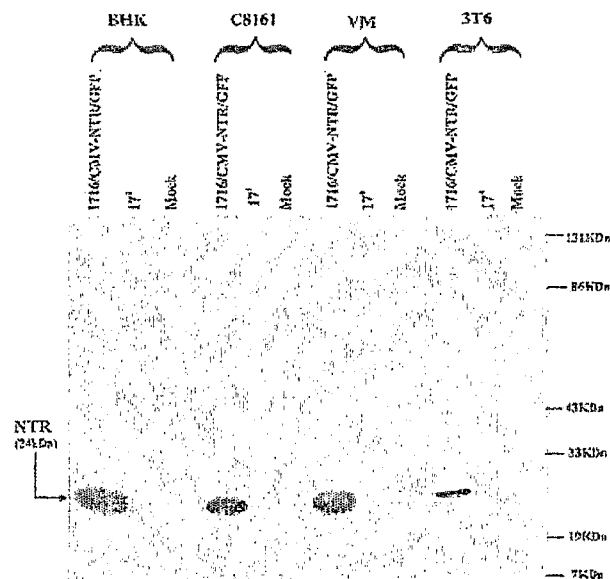 BHK C8161 VM 3T6
1716/CMV-NTR/GFP 17⁺ Mock 1716/CMV-NTR/GFP 17⁺ Mock 1716/CMV-NTR/GFP 17⁺ Mock 1716/CMV-NTR/GFP 17⁺ Mock
131KDa
86KDa
43KDa
33KDa
NTR
(24kDa)
19KDa
7KDa